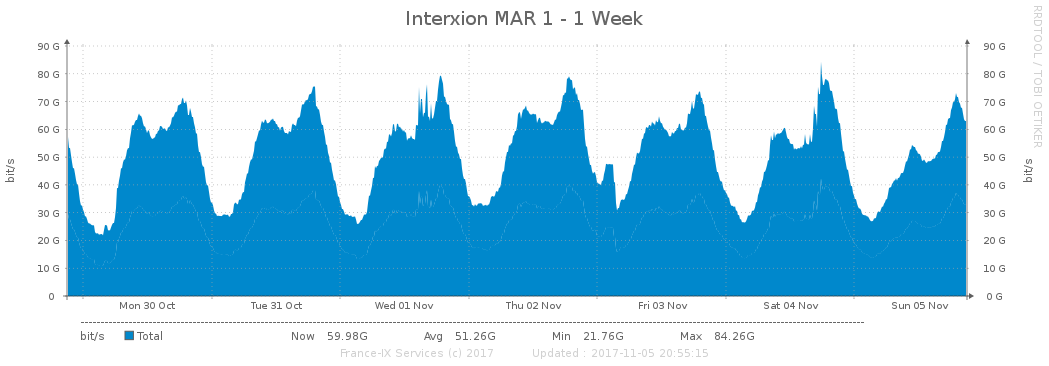 Interxion MAR 1 - 1 Week
RRDTOOL / TOBI OETIKER
bit/s
90 G
80 G
70 G
60 G
50 G
40 G
30 G
20 G
10 G
0
90 G
80 G
70 G
60 G
50 G
40 G
30 G
20 G
10 G
0 G
bit/s
Mon 30 Oct Tue 31 Oct Wed 01 Nov Thu 02 Nov Fri 03 Nov Sat 04 Nov Sun 05 Nov
bit/s Total Now 59.98G Avg 51.26G Min 21.76G Max 84.26G
France-IX Services (c) 2017 Updated : 2017-11-05 20:55:15